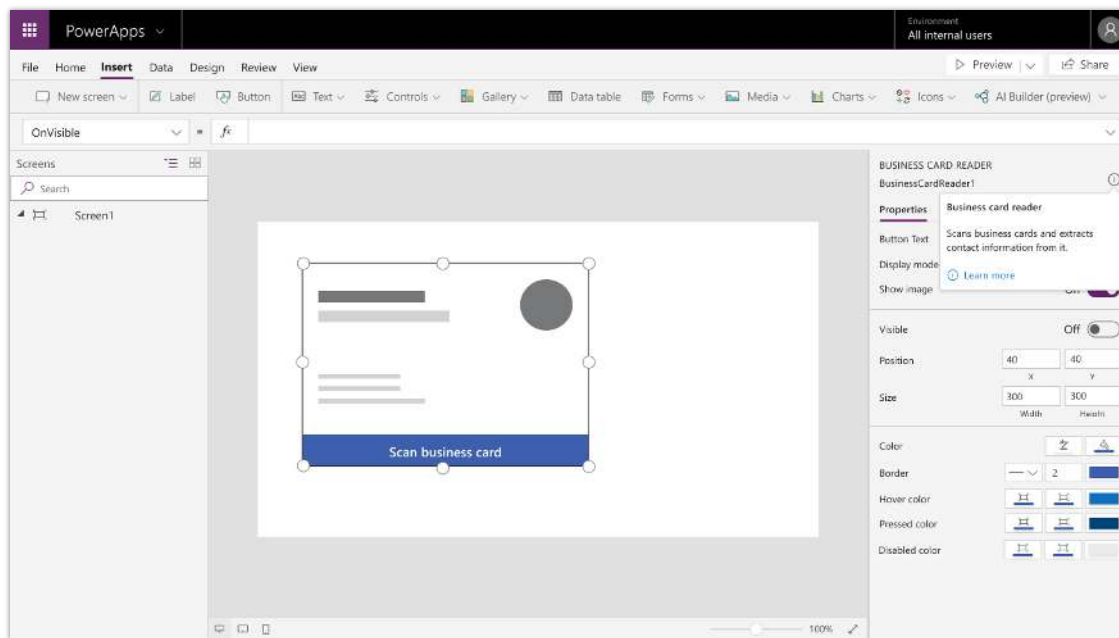 PowerApps
Environment
All internal users
File Home Insert Data Design Review View
Preview Share
New screen Label Button Text Controls Gallery Data table Forms Media Charts Icons AI Builder (preview)
OnVisible = fx
Screens
Search
Screen1
Scan business card
100%
BUSINESS CARD READER
BusinessCardReader1
Properties
Business card reader
Scans business cards and extracts
contact information from it.
Learn more
Button Text
Display mode
Show image
Visible Off
Position 40 40
X Y
Size 300 300
Width Height
Color
Border 2
Hover color
Pressed color
Disabled color